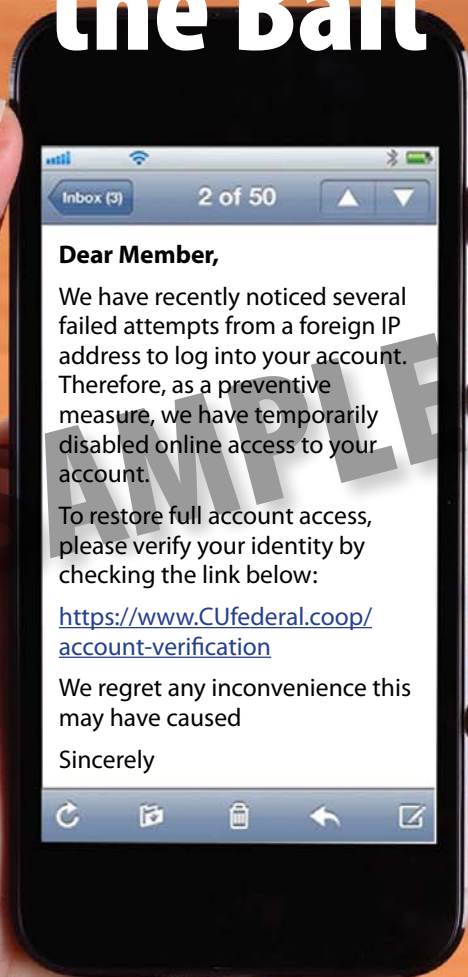 the Bait
Inbox (3)
2 of 50
Dear Member,
We have recently noticed several
failed attempts from a foreign IP
address to log into your account.
Therefore, as a preventive
measure, we have temporarily
disabled online access to your
account.
To restore full account access,
please verify your identity by
checking the link below:
https://www.CUfederal.coop/
account-verification
We regret any inconvenience this
may have caused
Sincerely
AMPLE